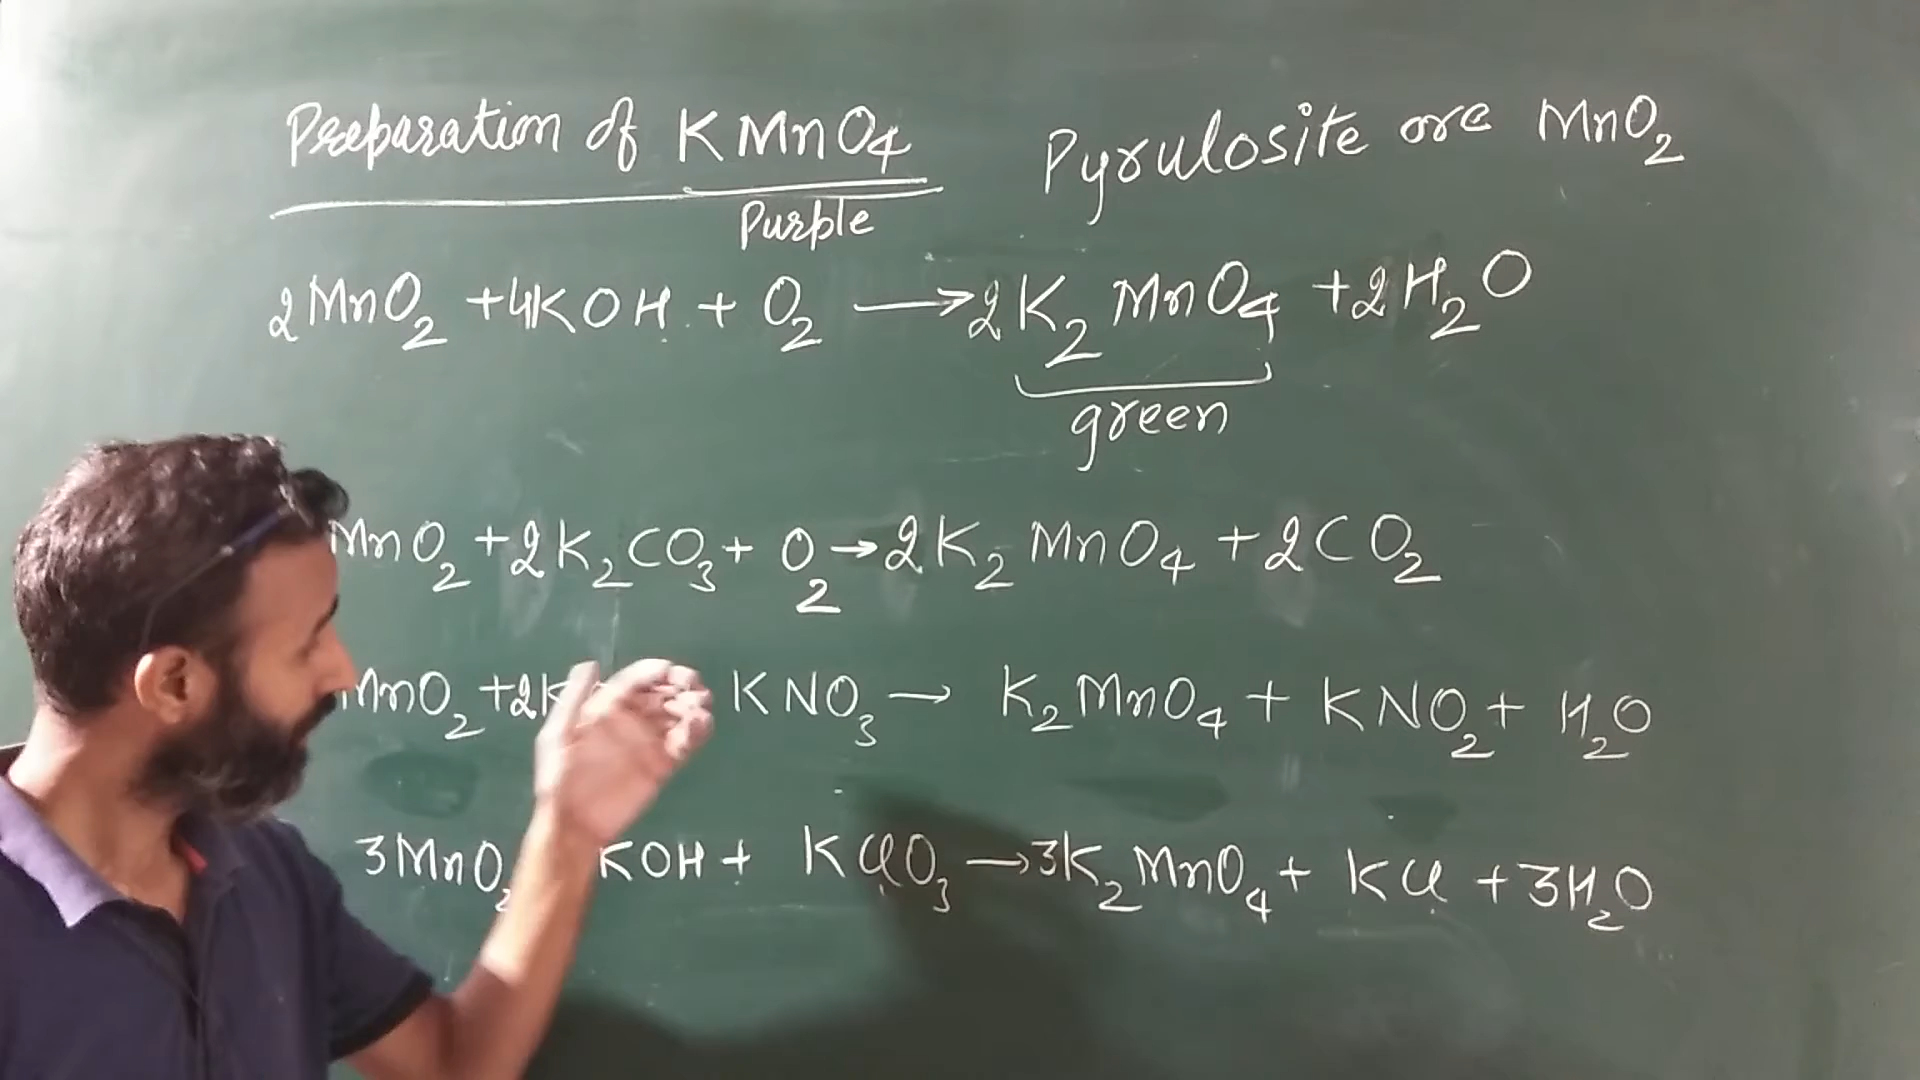 Preparation of KMnO4 Pyrulosite ore MnO2
Purple
2MnO2 +4KOH + O2 → 2K2MnO4 +2H2O
green
MnO2 +2K2CO3 + O2 → 2K2MnO4 +2CO2
MnO2 +2K KNO3 → K2MnO4 + KNO2 + H2O
3MnO2 KOH + KClO3 → 3K2MnO4 + KCl +3H2O